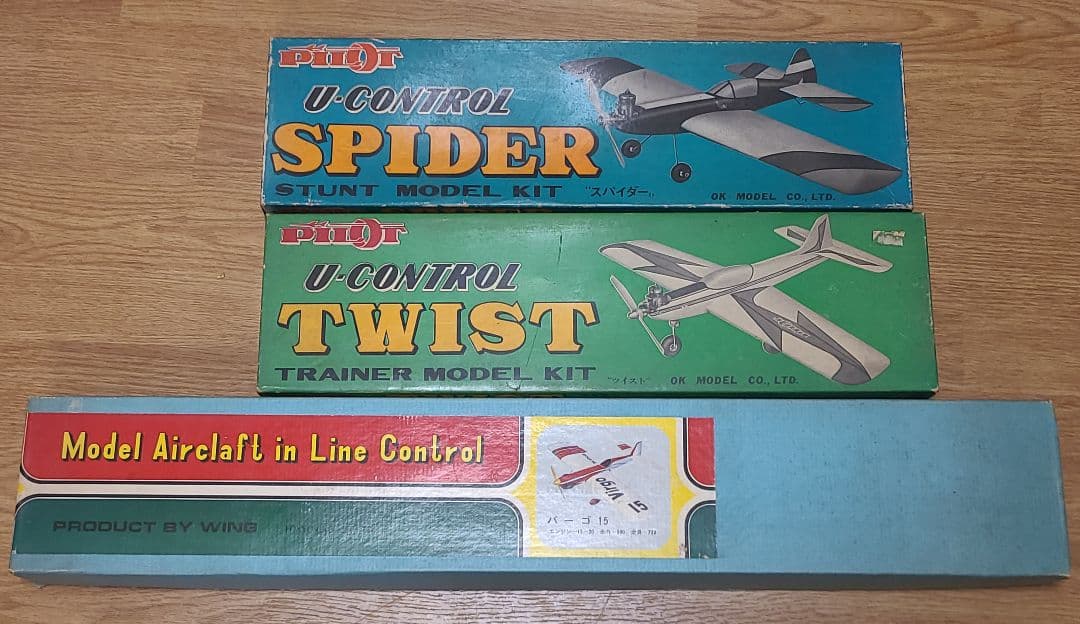 PILOT
U-CONTROL
SPIDER
STUNT MODEL KIT "スパイダー"
OK MODEL CO., LTD.
PILOT
U-CONTROL
TWIST
TRAINER MODEL KIT "ツイスト" OK MODEL CO., LTD.
Model Airclaft in Line Control
Virgo 15
PRODUCT BY WING
バーゴ 15